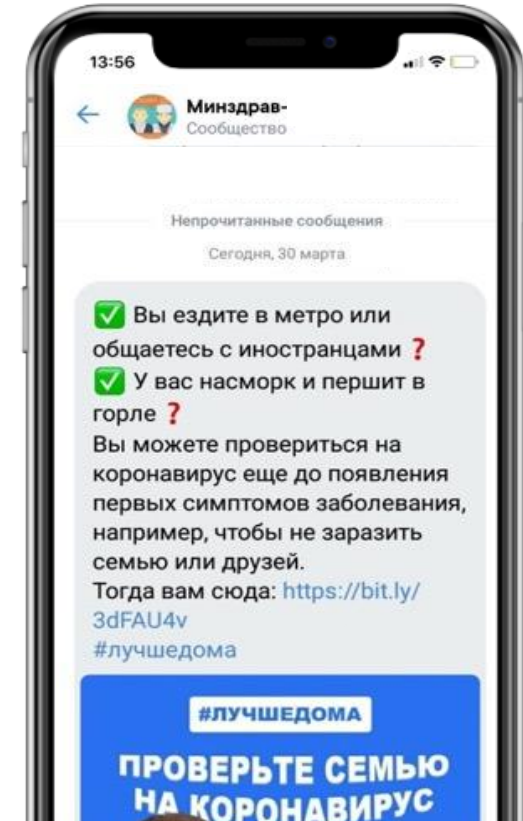 13:56
Минздрав-
Сообщество
Непрочитанные сообщения
Сегодня, 30 марта
✅ Вы ездите в метро или
общаетесь с иностранцами ❓
✅ У вас насморк и першит в
горле ❓
Вы можете провериться на
коронавирус еще до появления
первых симптомов заболевания,
например, чтобы не заразить
семью или друзей.
Тогда вам сюда: https://bit.ly/
3dFAU4v
#лучшедома
#ЛУЧШЕДОМА
ПРОВЕРЬТЕ СЕМЬЮ
НА КОРОНАВИРУС